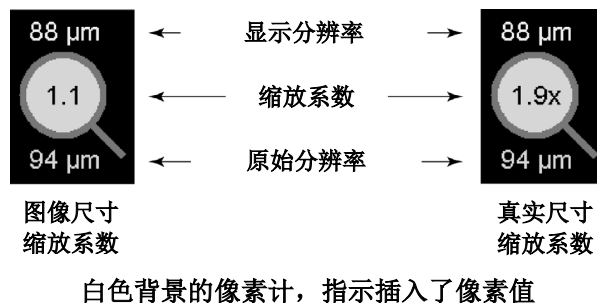 88 µm 显示分辨率 88 µm
1.1 缩放系数 1.9x
94 µm 原始分辨率 94 µm
图像尺寸 真实尺寸
缩放系数 缩放系数
白色背景的像素计，指示插入了像素值